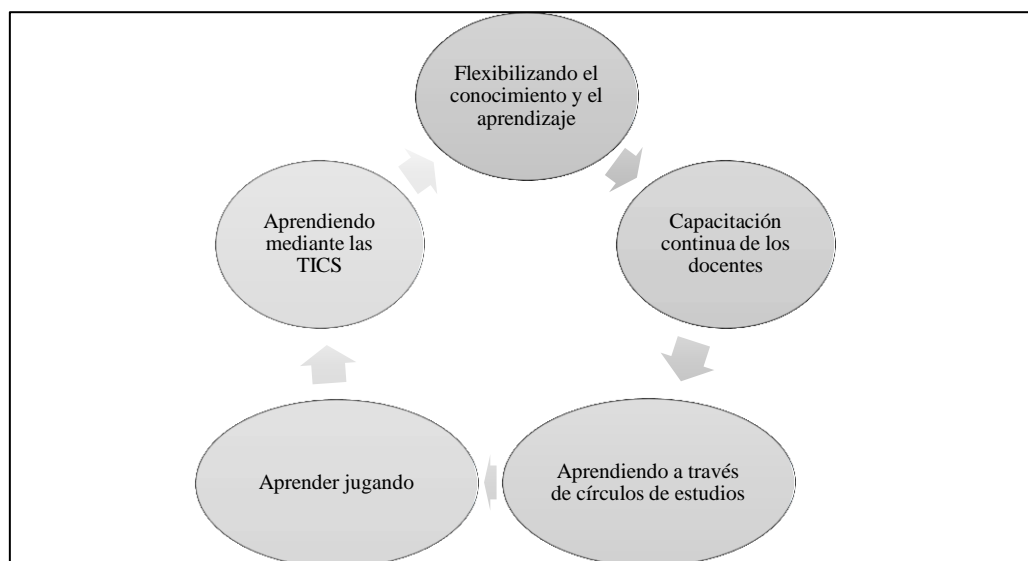 Flexibilizando el
conocimiento y el
aprendizaje
Capacitación
continua de los
docentes
Aprendiendo a través
de círculos de estudios
Aprender jugando
Aprendiendo
mediante las
TICS